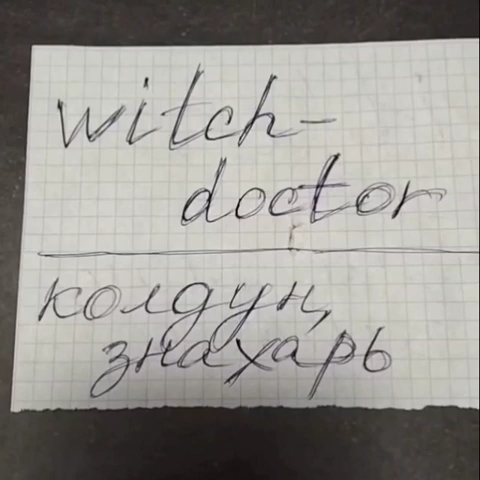 witch-
doctor
колдун,
знахарь